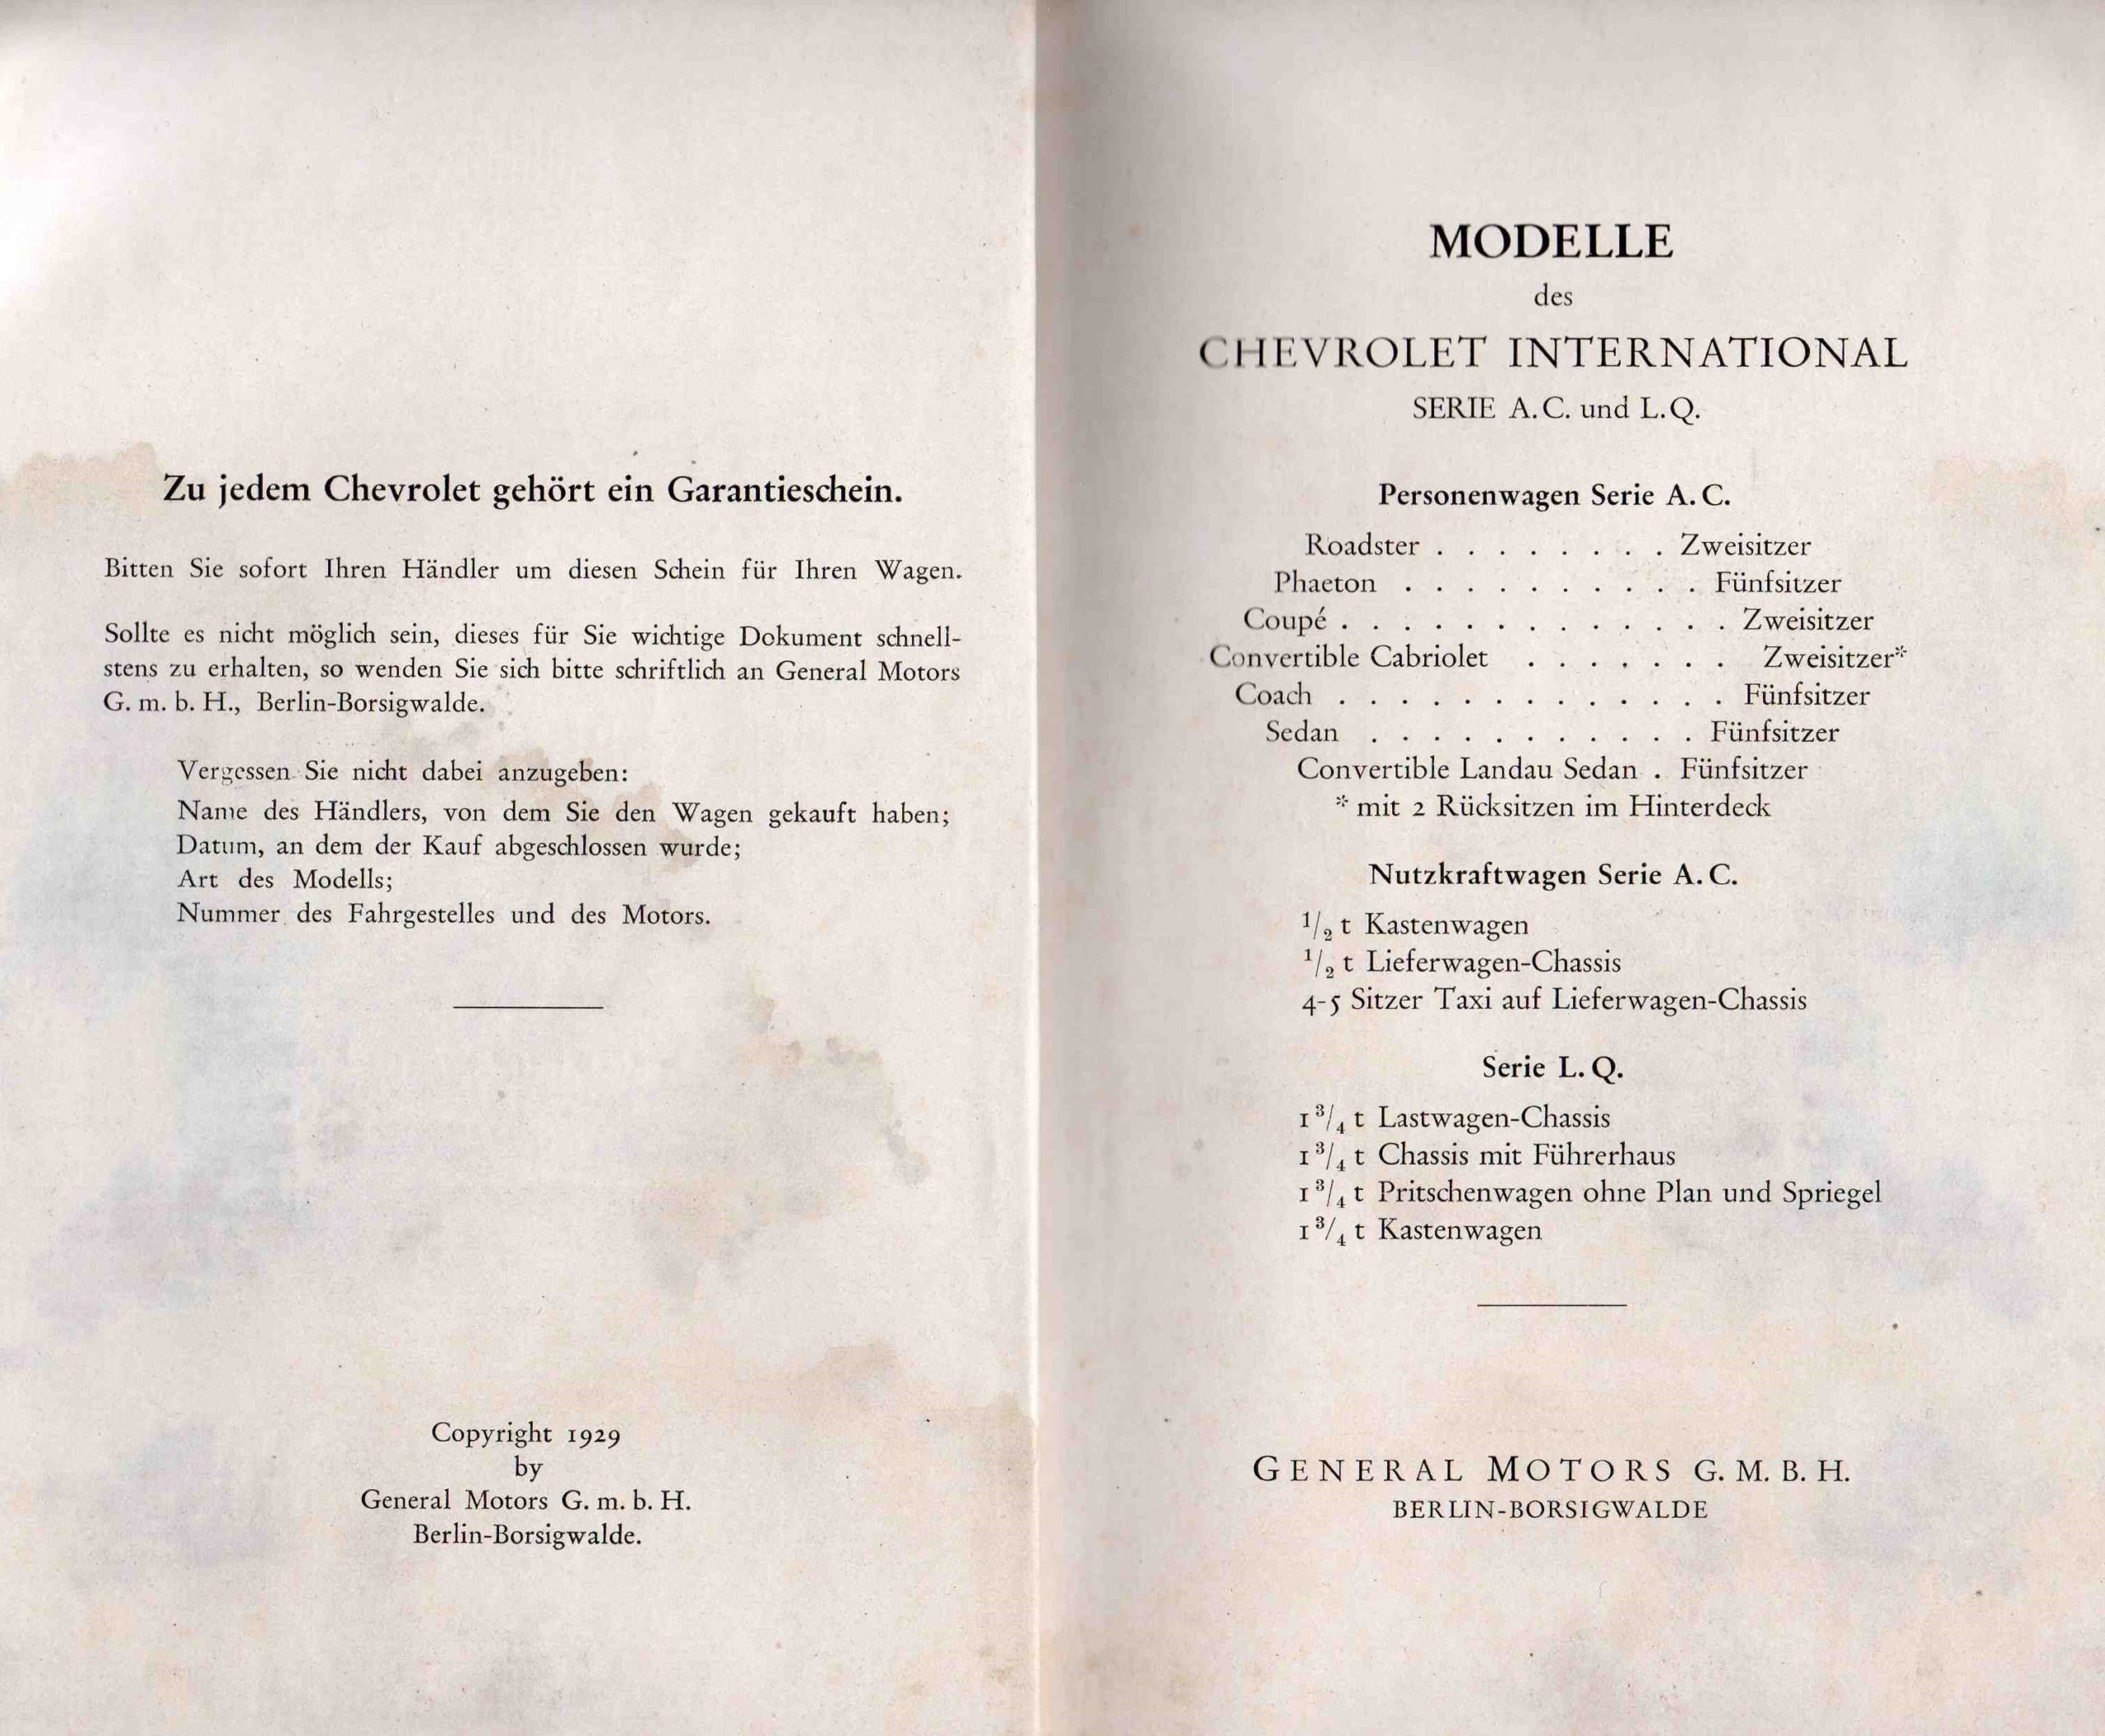 Zu jedem Chevrolet gehört ein Garantieschein.
Bitten Sie sofort Ihren Händler um diesen Schein für Ihren Wagen.
Sollte es nicht möglich sein, dieses für Sie wichtige Dokument schnell-
stens zu erhalten, so wenden Sie sich bitte schriftlich an General Motors
G. m. b. H., Berlin-Borsigwalde.
Vergessen Sie nicht dabei anzugeben:
Name des Händlers, von dem Sie den Wagen gekauft haben;
Datum, an dem der Kauf abgeschlossen wurde;
Art des Modells;
Nummer des Fahrgestelles und des Motors.
Copyright 1929
by
General Motors G. m. b. H.
Berlin-Borsigwalde.
MODELLE
des
CHEVROLET INTERNATIONAL
SERIE A. C. und L. Q.
Personenwagen Serie A. C.
Roadster . . . . . . . . Zweisitzer
Phaeton . . . . . . . . . . Fünfsitzer
Coupé . . . . . . . . . . . . . Zweisitzer
Convertible Cabriolet . . . . . . . Zweisitzer*
Coach . . . . . . . . . . . . . Fünfsitzer
Sedan . . . . . . . . . . . Fünfsitzer
Convertible Landau Sedan . Fünfsitzer
* mit 2 Rücksitzen im Hinterdeck
Nutzkraftwagen Serie A. C.
1/2 t Kastenwagen
1/2 t Lieferwagen-Chassis
4-5 Sitzer Taxi auf Lieferwagen-Chassis
Serie L. Q.
1 3/4 t Lastwagen-Chassis
1 3/4 t Chassis mit Führerhaus
1 3/4 t Pritschenwagen ohne Plan und Spriegel
1 3/4 t Kastenwagen
GENERAL MOTORS G. M. B. H.
BERLIN-BORSIGWALDE